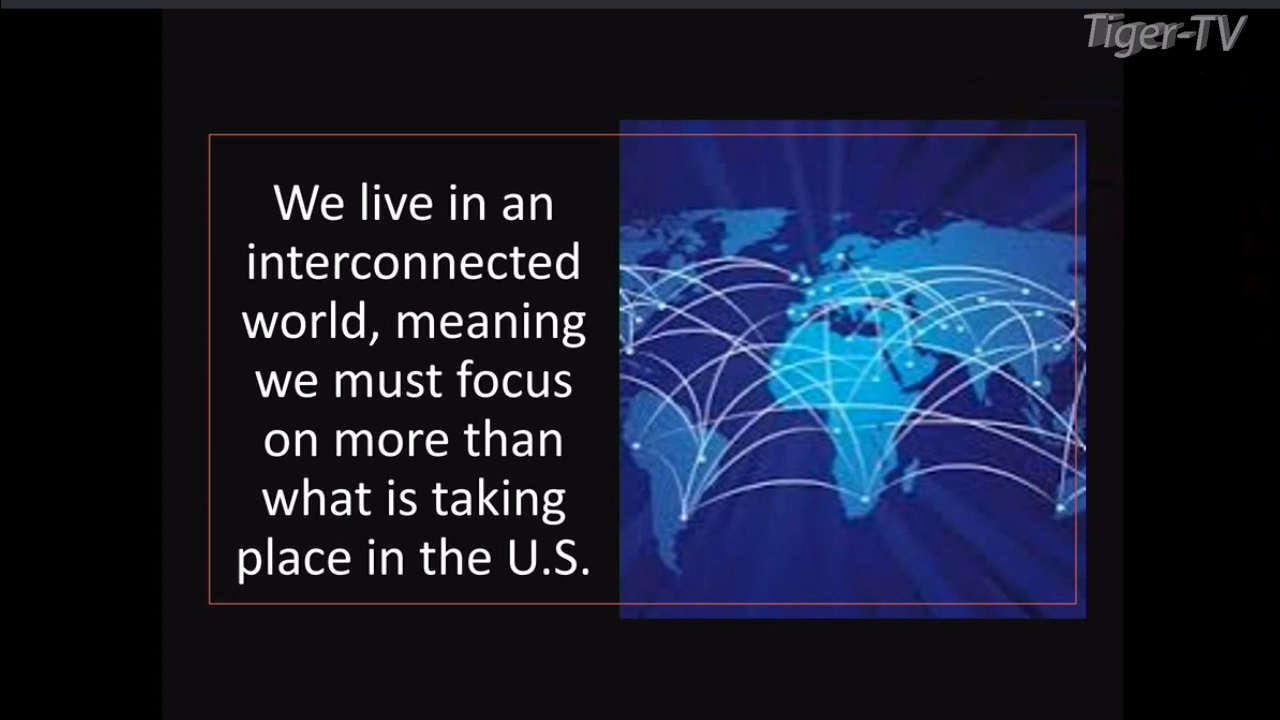 Tiger-TV
We live in an
interconnected
world, meaning
we must focus
on more than
what is taking
place in the U.S.